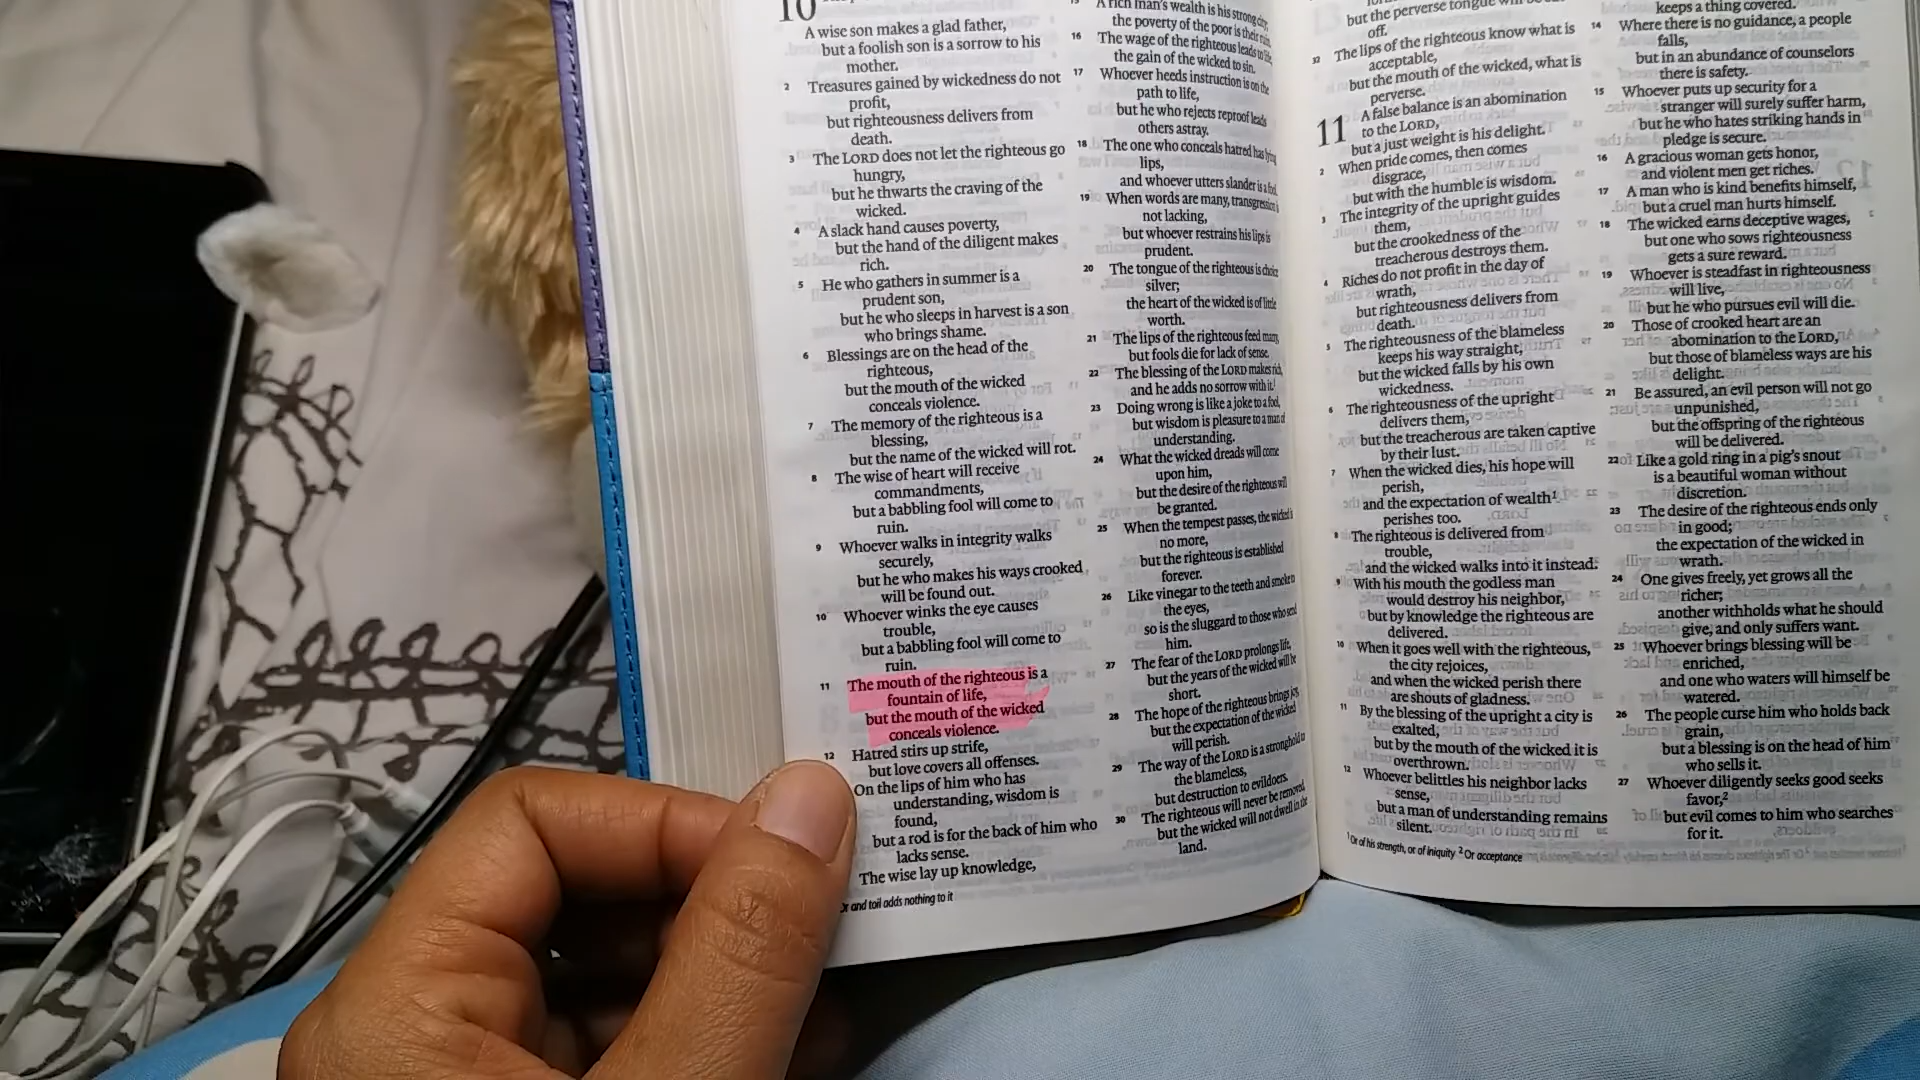 10
A wise son makes a glad father,
but a foolish son is a sorrow to his
mother.
2 Treasures gained by wickedness do not
profit,
but righteousness delivers from
death.
3 The LORD does not let the righteous go
hungry,
but he thwarts the craving of the
wicked.
4 A slack hand causes poverty,
but the hand of the diligent makes
rich.
5 He who gathers in summer is a
prudent son,
but he who sleeps in harvest is a son
who brings shame.
6 Blessings are on the head of the
righteous,
but the mouth of the wicked
conceals violence.
7 The memory of the righteous is a
blessing,
but the name of the wicked will rot.
8 The wise of heart will receive
commandments,
but a babbling fool will come to
ruin.
9 Whoever walks in integrity walks
securely,
but he who makes his ways crooked
will be found out.
10 Whoever winks the eye causes
trouble,
but a babbling fool will come to
ruin.
11 The mouth of the righteous is a
fountain of life,
but the mouth of the wicked
conceals violence.
12 Hatred stirs up strife,
but love covers all offenses.
On the lips of him who has
understanding, wisdom is
found,
but a rod is for the back of him who
lacks sense.
The wise lay up knowledge,
Or and toil adds nothing to it
A rich man's wealth is his strong city;
the poverty of the poor is their ruin.
16 The wage of the righteous leads to life,
the gain of the wicked to sin.
17 Whoever heeds instruction is on the
path to life,
but he who rejects reproof leads
others astray.
18 The one who conceals hatred has lying
lips,
and whoever utters slander is a fool.
19 When words are many, transgression is
not lacking,
but whoever restrains his lips is
prudent.
20 The tongue of the righteous is choice
silver;
the heart of the wicked is of little
worth.
21 The lips of the righteous feed many,
but fools die for lack of sense.
22 The blessing of the LORD makes rich,
and he adds no sorrow with it.1
23 Doing wrong is like a joke to a fool,
but wisdom is pleasure to a man of
understanding.
24 What the wicked dreads will come
upon him,
but the desire of the righteous will
be granted.
25 When the tempest passes, the wicked is
no more,
but the righteous is established
forever.
26 Like vinegar to the teeth and smoke to
the eyes,
so is the sluggard to those who send
him.
27 The fear of the LORD prolongs life,
but the years of the wicked will be
short.
28 The hope of the righteous brings joy,
but the expectation of the wicked
will perish.
29 The way of the LORD is a stronghold to
the blameless,
but destruction to evildoers.
30 The righteous will never be removed,
but the wicked will not dwell in the
land.
but the perverse tongue will be
off.
32 The lips of the righteous know what is
acceptable,
but the mouth of the wicked, what is
perverse.
11 A false balance is an abomination
to the LORD,
but a just weight is his delight.
2 When pride comes, then comes
disgrace,
but with the humble is wisdom.
3 The integrity of the upright guides
them,
but the crookedness of the
treacherous destroys them.
4 Riches do not profit in the day of
wrath,
but righteousness delivers from
death.
5 The righteousness of the blameless
keeps his way straight,
but the wicked falls by his own
wickedness.
6 The righteousness of the upright
delivers them,
but the treacherous are taken captive
by their lust.
7 When the wicked dies, his hope will
perish,
and the expectation of wealth1
perishes too.
8 The righteous is delivered from
trouble,
and the wicked walks into it instead.
9 With his mouth the godless man
would destroy his neighbor,
but by knowledge the righteous are
delivered.
10 When it goes well with the righteous,
the city rejoices,
and when the wicked perish there
are shouts of gladness.
11 By the blessing of the upright a city is
exalted,
but by the mouth of the wicked it is
overthrown.
12 Whoever belittles his neighbor lacks
sense,
but a man of understanding remains
silent.
1 Or of his strength, or of iniquity 2 Or acceptance
keeps a thing covered.
14 Where there is no guidance, a people
falls,
but in an abundance of counselors
there is safety.
15 Whoever puts up security for a
stranger will surely suffer harm,
but he who hates striking hands in
pledge is secure.
16 A gracious woman gets honor,
and violent men get riches.
17 A man who is kind benefits himself,
but a cruel man hurts himself.
18 The wicked earns deceptive wages,
but one who sows righteousness
gets a sure reward.
19 Whoever is steadfast in righteousness
will live,
but he who pursues evil will die.
20 Those of crooked heart are an
abomination to the LORD,
but those of blameless ways are his
delight.
21 Be assured, an evil person will not go
unpunished,
but the offspring of the righteous
will be delivered.
22 Like a gold ring in a pig's snout
is a beautiful woman without
discretion.
23 The desire of the righteous ends only
in good;
the expectation of the wicked in
wrath.
24 One gives freely, yet grows all the
richer;
another withholds what he should
give, and only suffers want.
25 Whoever brings blessing will be
enriched,
and one who waters will himself be
watered.
26 The people curse him who holds back
grain,
but a blessing is on the head of him
who sells it.
27 Whoever diligently seeks good seeks
favor,2
but evil comes to him who searches
for it.